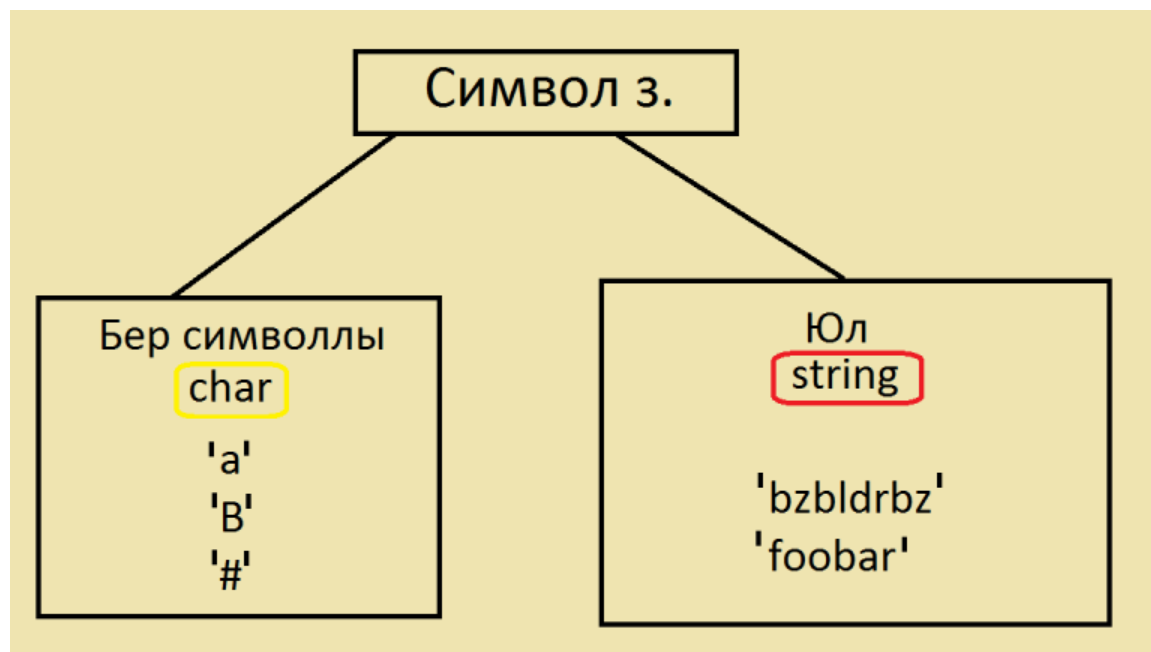 Символ з.
Бер символлы
char
'a'
'B'
'#'
Юл
string
'bzbldrbz'
'foobar'